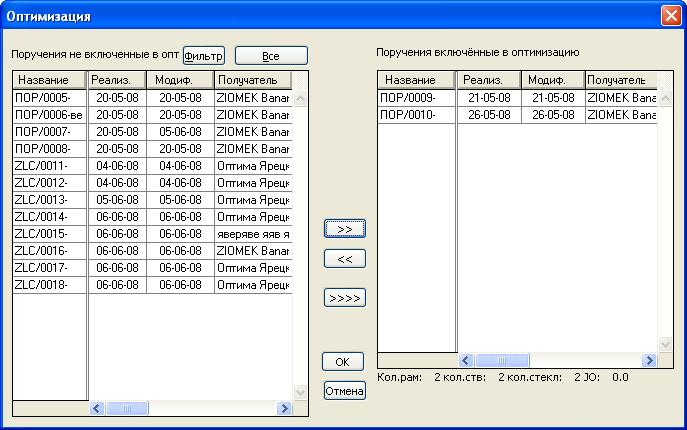 Оптимизация
Поручения не включенные в опт Фильтр Все
Название Реализ. Модиф. Получатель
ПОР/0005- 20-05-08 20-05-08 ZIOMEK Banar
ПОР/0006-ве 20-05-08 20-05-08 ZIOMEK Banar
ПОР/0007- 20-05-08 05-06-08 ZIOMEK Banar
ПОР/0008- 20-05-08 20-05-08 ZIOMEK Banar
ZLC/0011- 04-06-08 04-06-08 Оптима Ярецк
ZLC/0012- 04-06-08 04-06-08 Оптима Ярецк
ZLC/0013- 05-06-08 05-06-08 Оптима Ярецк
ZLC/0014- 06-06-08 06-06-08 Оптима Ярецк
ZLC/0015- 06-06-08 06-06-08 яверяве яяв я
ZLC/0016- 06-06-08 06-06-08 ZIOMEK Banar
ZLC/0017- 06-06-08 06-06-08 Оптима Ярецк
ZLC/0018- 06-06-08 06-06-08 Оптима Ярецк
>>
<<
>>>>
OK
Отмена
Поручения включённые в оптимизацию
Название Реализ. Модиф. Получатель
ПОР/0009- 21-05-08 21-05-08 ZIOMEK Bana
ПОР/0010- 26-05-08 26-05-08 ZIOMEK Bana
Кол.рам: 2 кол.ств: 2 кол.стекл: 2 JO: 0.0